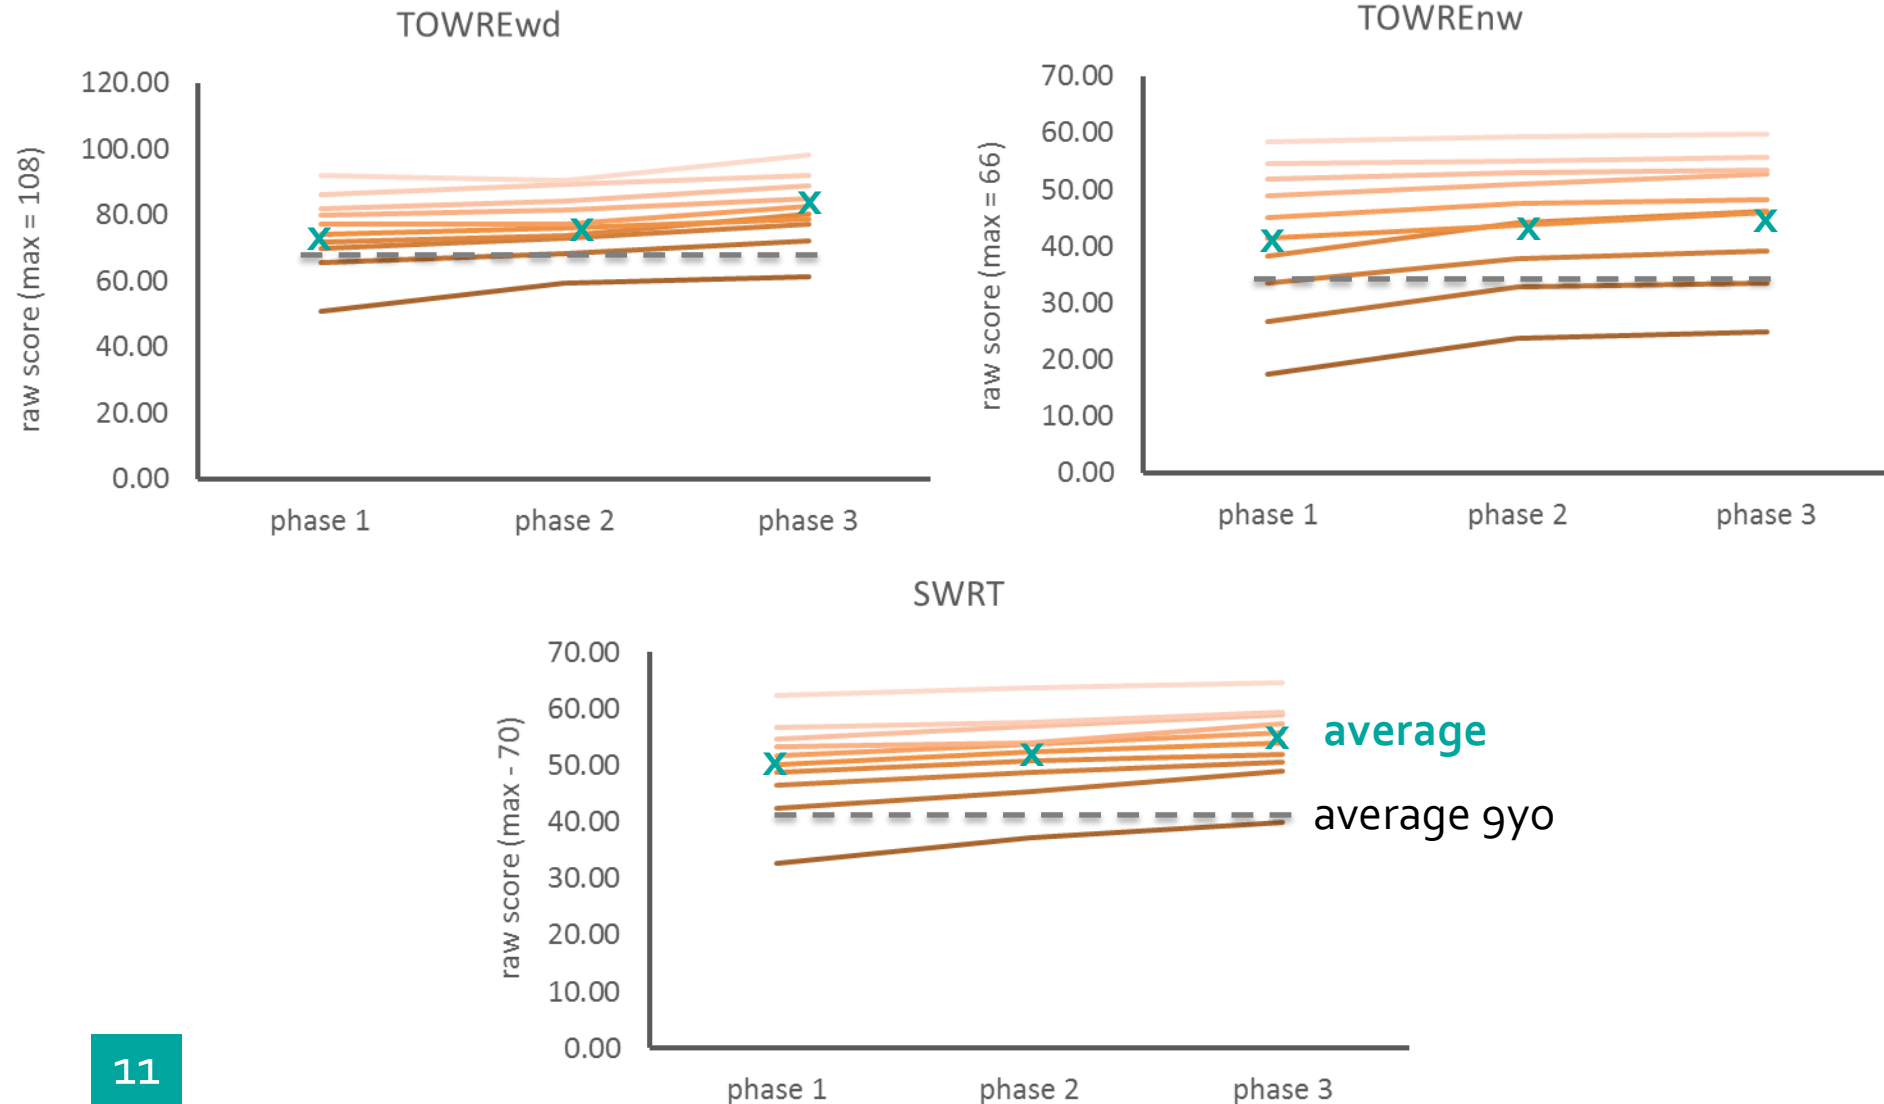 TOWREwd
120.00
100.00
80.00
60.00
40.00
20.00
0.00
raw score (max = 108)
phase 1 phase 2 phase 3
TOWREnw
70.00
60.00
50.00
40.00
30.00
20.00
10.00
0.00
raw score (max = 66)
phase 1 phase 2 phase 3
SWRT
70.00
60.00
50.00
40.00
30.00
20.00
10.00
0.00
raw score (max - 70)
phase 1 phase 2 phase 3
average
average 9yo
11